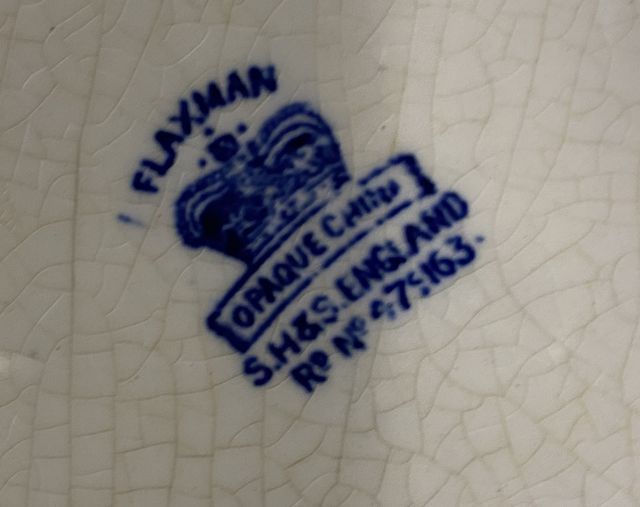 FLAXMAN
OPAQUE CHINA
S.H&S.ENGLAND
Rᴰ Nº 475163.